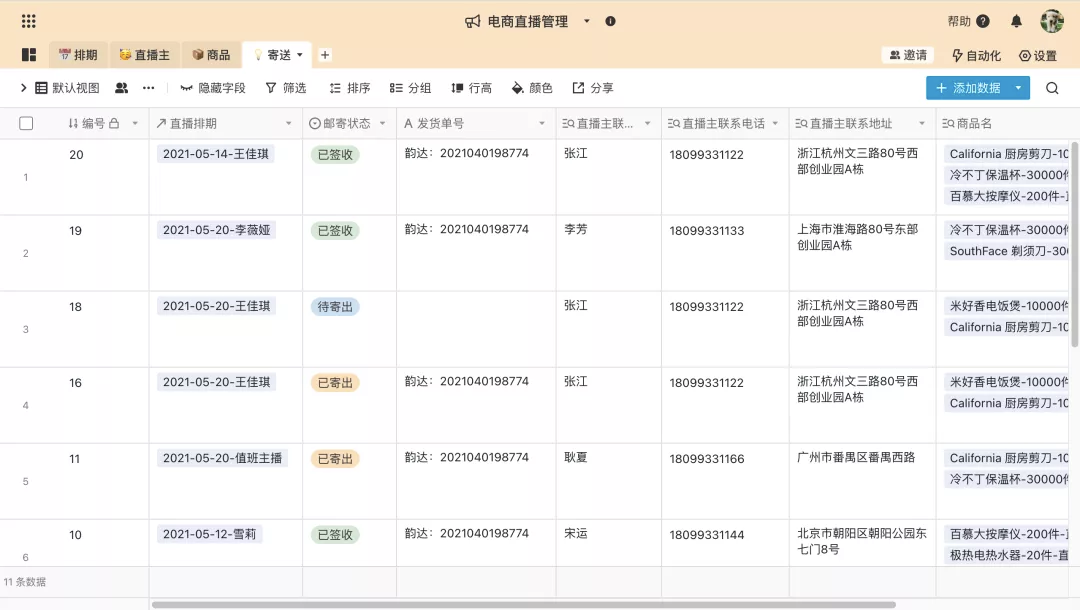 电商直播管理
帮助
排期 直播主 商品 寄送
邀请 自动化 设置
默认视图 隐藏字段 筛选 排序 分组 行高 颜色 分享 添加数据
编号 直播排期 邮寄状态 发货单号 直播主联... 直播主联系电话 直播主联系地址 商品名
1 20 2021-05-14-王佳琪 已签收 韵达：2021040198774 张江 18099331122 浙江杭州文三路80号西
部创业园A栋
California 厨房剪刀-10
冷不丁保温杯-30000件
百慕大按摩仪-200件-直
2 19 2021-05-20-李薇娅 已签收 韵达：2021040198774 李芳 18099331133 上海市淮海路80号东部
创业园A栋
冷不丁保温杯-30000件
SouthFace 剃须刀-300
3 18 2021-05-20-王佳琪 待寄出 张江 18099331122 浙江杭州文三路80号西
部创业园A栋
米好香电饭煲-10000件
California 厨房剪刀-10
4 16 2021-05-20-王佳琪 已寄出 韵达：2021040198774 张江 18099331122 浙江杭州文三路80号西
部创业园A栋
米好香电饭煲-10000件
California 厨房剪刀-10
5 11 2021-05-20-值班主播 已寄出 韵达：2021040198774 耿夏 18099331166 广州市番禺区番禺西路
California 厨房剪刀-10
冷不丁保温杯-30000件
6 10 2021-05-12-雪莉 已签收 韵达：2021040198774 宋运 18099331144 北京市朝阳区朝阳公园东
七门8号
百慕大按摩仪-200件-直
极热电热水器-20件-直
11 条数据